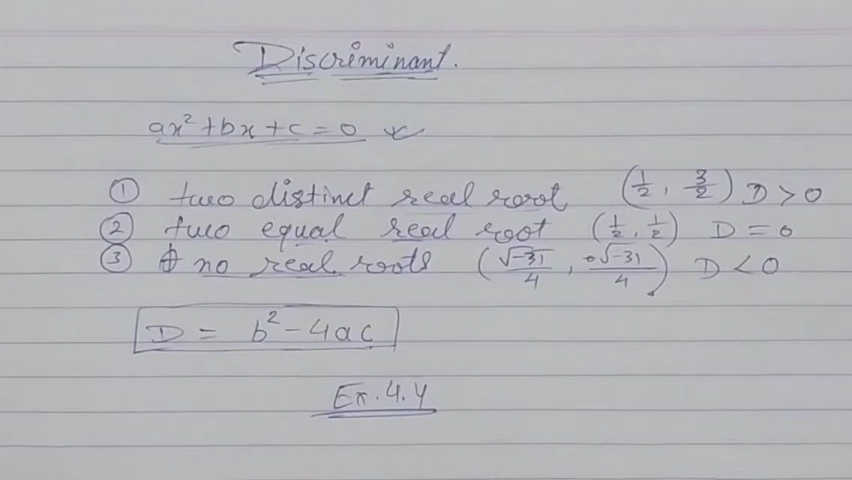 Discriminant.
ax² + bx + c = 0
① two distinct real root (1/2, 3/2) D > 0
② two equal real root (1/2, 1/2) D = 0
③ no real roots (√-31/4, √-31/4) D < 0
D = b² - 4ac
Ex. 4.4